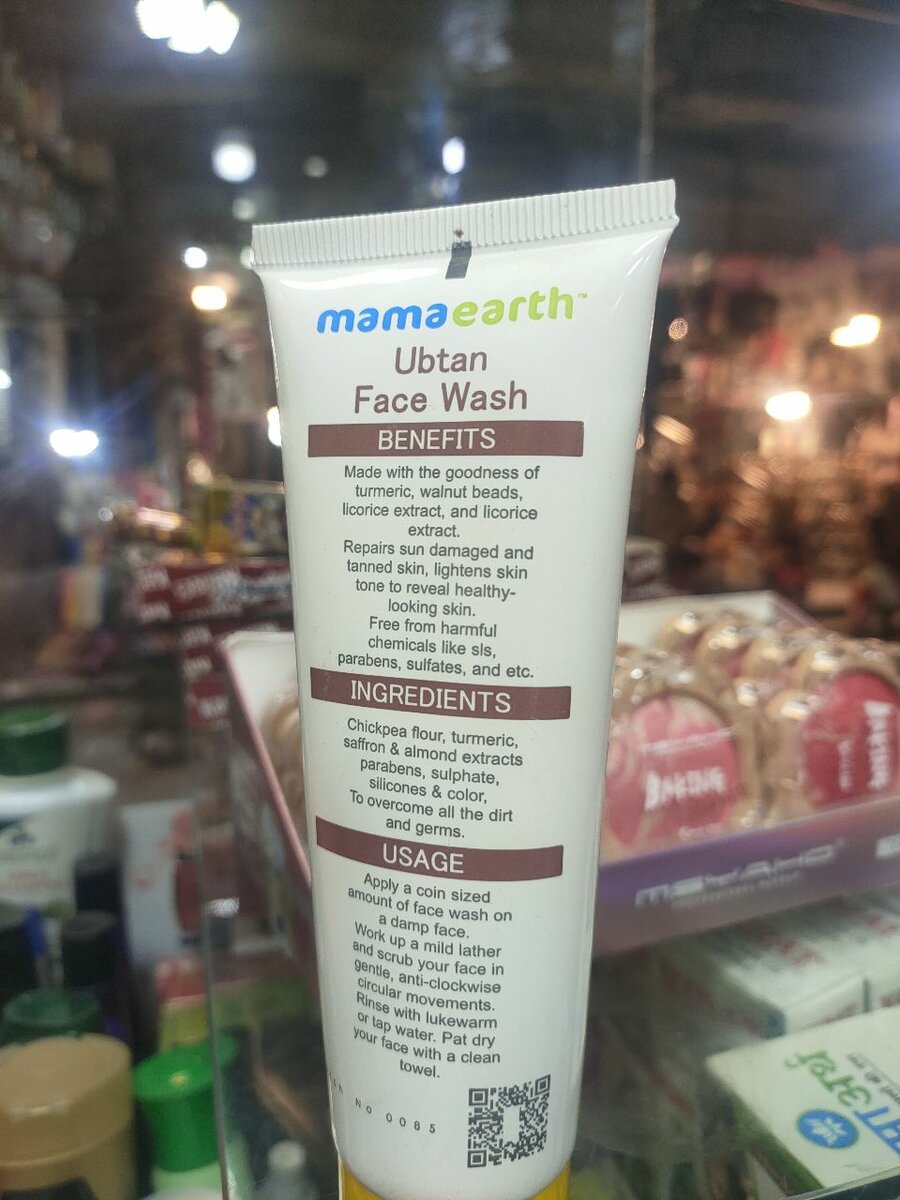 mamaearth™
Ubtan
Face Wash
BENEFITS
Made with the goodness of
turmeric, walnut beads,
licorice extract, and licorice
extract.
Repairs sun damaged and
tanned skin, lightens skin
tone to reveal healthy-
looking skin.
Free from harmful
chemicals like sls,
parabens, sulfates, and etc.
INGREDIENTS
Chickpea flour, turmeric,
saffron & almond extracts
parabens, sulphate,
silicones & color,
To overcome all the dirt
and germs.
USAGE
Apply a coin sized
amount of face wash on
a damp face.
Work up a mild lather
and scrub your face in
gentle, anti-clockwise
circular movements.
Rinse with lukewarm
or tap water. Pat dry
your face with a clean
towel.
No 0085